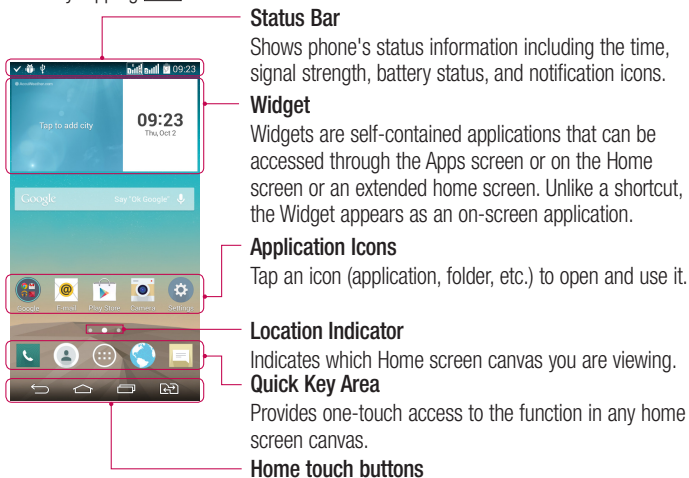 Status Bar
Shows phone's status information including the time,
signal strength, battery status, and notification icons.
Widget
Widgets are self-contained applications that can be
accessed through the Apps screen or on the Home
screen or an extended home screen. Unlike a shortcut,
the Widget appears as an on-screen application.
Application Icons
Tap an icon (application, folder, etc.) to open and use it.
Location Indicator
Indicates which Home screen canvas you are viewing.
Quick Key Area
Provides one-touch access to the function in any home
screen canvas.
Home touch buttons
09:23
Tap to add city
09:23
Thu, Oct 2
Google
Say "Ok Google"
Google
Email
Play Store
Camera
Settings